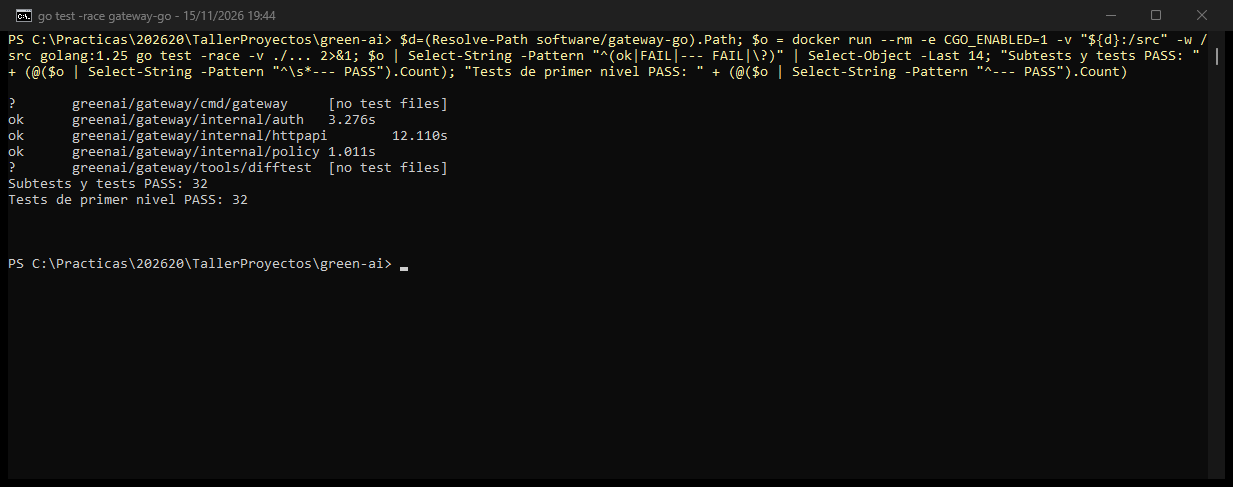 go test -race gateway-go - 15/11/2026 19:44
PS C:\Practicas\202620\TallerProyectos\green-ai> $d=(Resolve-Path software/gateway-go).Path; $o = docker run --rm -e CGO_ENABLED=1 -v "${d}:/src" -w /
src golang:1.25 go test -race -v ./... 2>&1; $o | Select-String -Pattern "^(ok|FAIL|--- FAIL|\?)" | Select-Object -Last 14; "Subtests y tests PASS: "
+ (@($o | Select-String -Pattern "^\s*--- PASS").Count); "Tests de primer nivel PASS: " + (@($o | Select-String -Pattern "^--- PASS").Count)
?       greenai/gateway/cmd/gateway     [no test files]
ok      greenai/gateway/internal/auth   3.276s
ok      greenai/gateway/internal/httpapi        12.110s
ok      greenai/gateway/internal/policy 1.011s
?       greenai/gateway/tools/difftest  [no test files]
Subtests y tests PASS: 32
Tests de primer nivel PASS: 32
PS C:\Practicas\202620\TallerProyectos\green-ai>